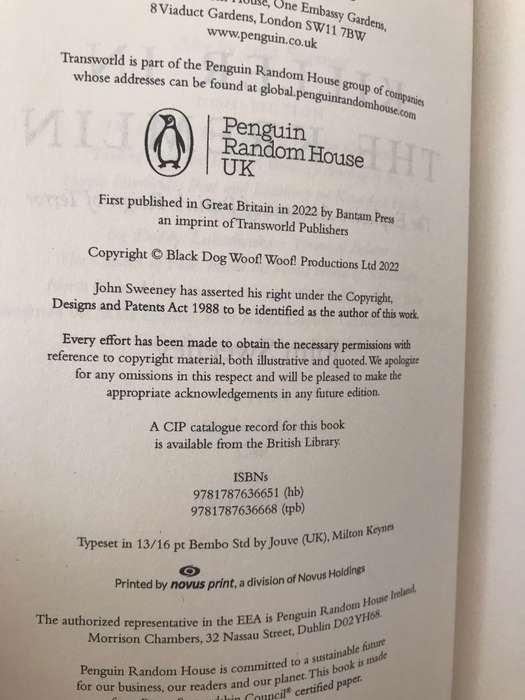 House, One Embassy Gardens,
8 Viaduct Gardens, London SW11 7BW
www.penguin.co.uk
Transworld is part of the Penguin Random House group of companies
whose addresses can be found at global.penguinrandomhouse.com
Penguin
Random House
UK
First published in Great Britain in 2022 by Bantam Press
an imprint of Transworld Publishers
Copyright © Black Dog Woof! Woof! Productions Ltd 2022
John Sweeney has asserted his right under the Copyright,
Designs and Patents Act 1988 to be identified as the author of this work.
Every effort has been made to obtain the necessary permissions with
reference to copyright material, both illustrative and quoted. We apologize
for any omissions in this respect and will be pleased to make the
appropriate acknowledgements in any future edition.
A CIP catalogue record for this book
is available from the British Library.
ISBNs
9781787636651 (hb)
9781787636668 (tpb)
Typeset in 13/16 pt Bembo Std by Jouve (UK), Milton Keynes
Printed by novus print, a division of Novus Holdings
The authorized representative in the EEA is Penguin Random House Ireland,
Morrison Chambers, 32 Nassau Street, Dublin D02 YH68.
Penguin Random House is committed to a sustainable future
for our business, our readers and our planet. This book is made
Council® certified paper.